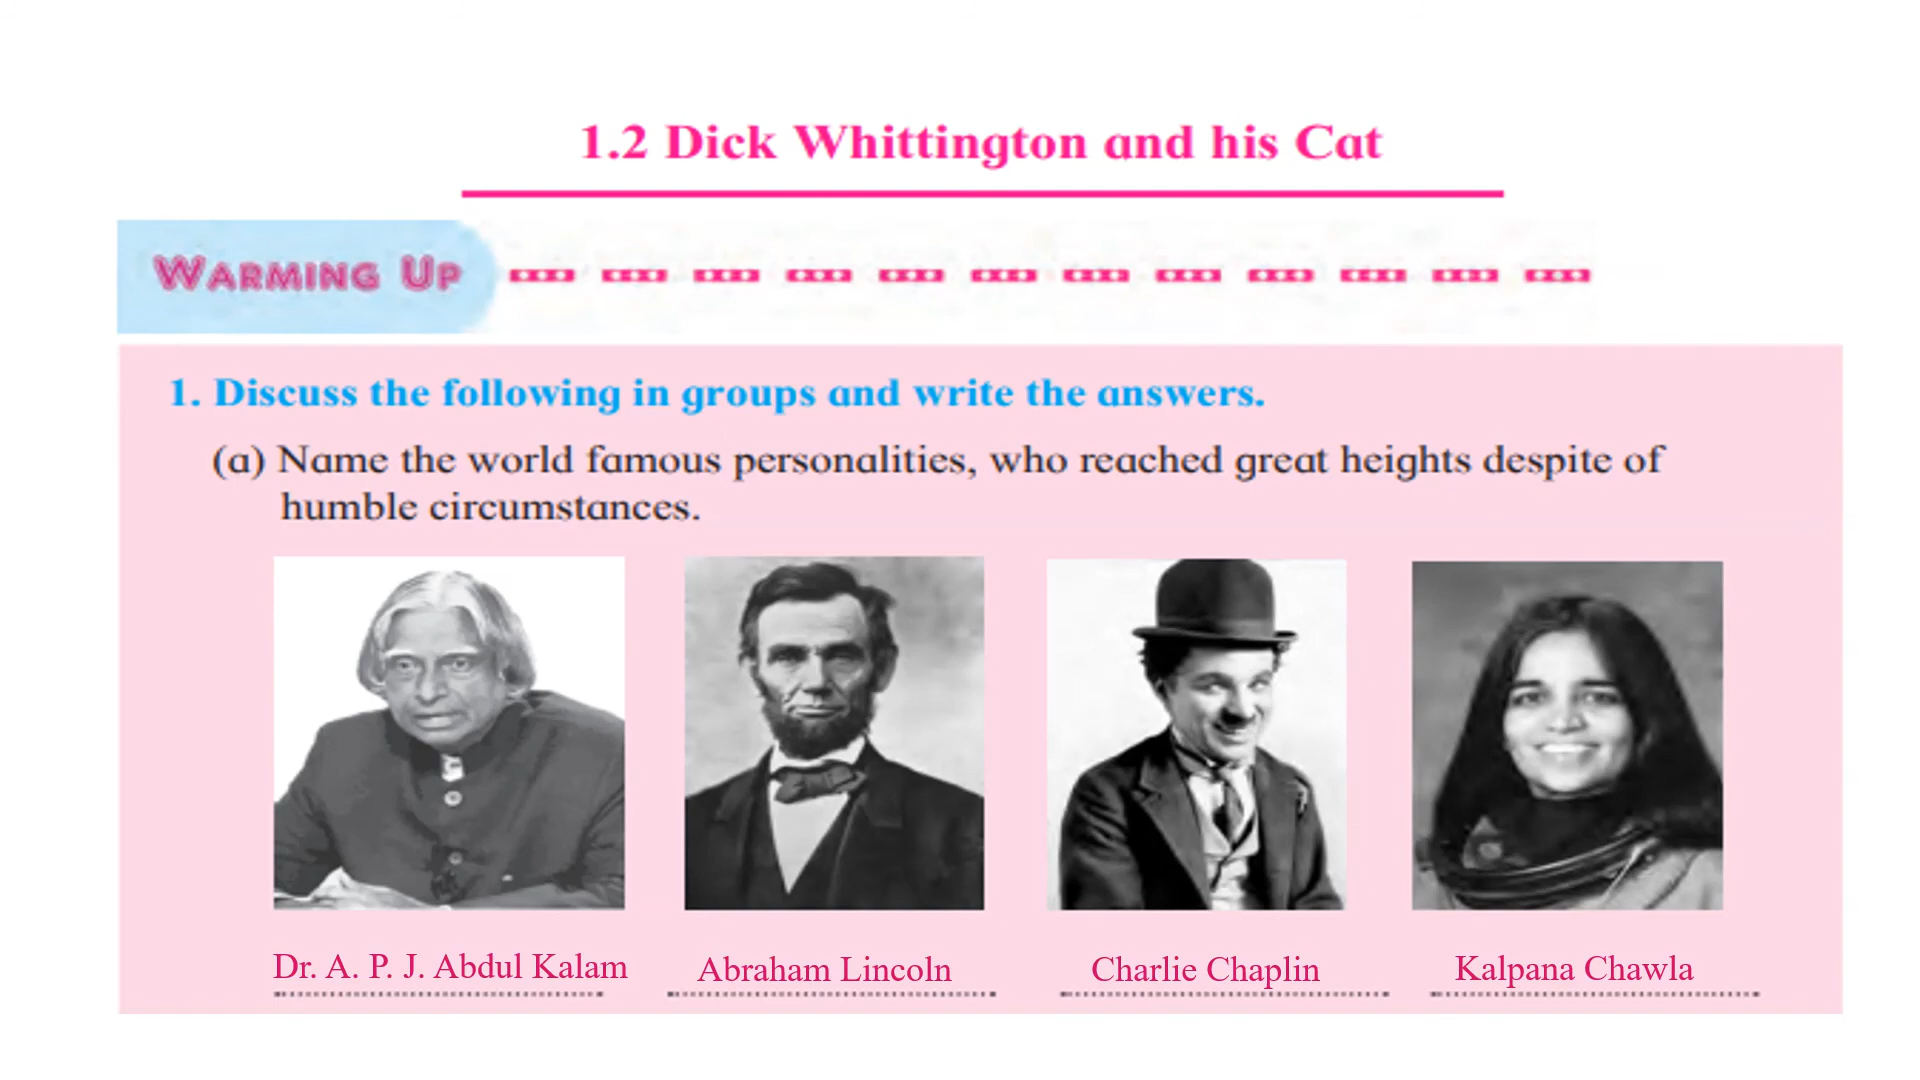 1.2 Dick Whittington and his Cat
WARMING UP
1. Discuss the following in groups and write the answers.
(a) Name the world famous personalities, who reached great heights despite of
humble circumstances.
Dr. A. P. J. Abdul Kalam
Abraham Lincoln
Charlie Chaplin
Kalpana Chawla